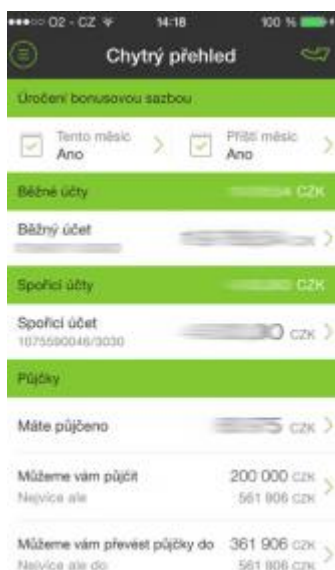 O2 - CZ 14:18 100 %
Chytrý přehled
Úročení bonusovou sazbou
Tento měsíc Příští měsíc
Ano Ano
Běžné účty CZK
Běžný účet
Spořicí účty CZK
Spořicí účet CZK
1075590046/3030
Půjčky
Máte půjčeno CZK
Můžeme vám půjčit 200 000 CZK
Nejvíce ale 561 906 CZK
Můžeme vám převést půjčky do 361 906 CZK
Nejvíce ale do 561 906 CZK